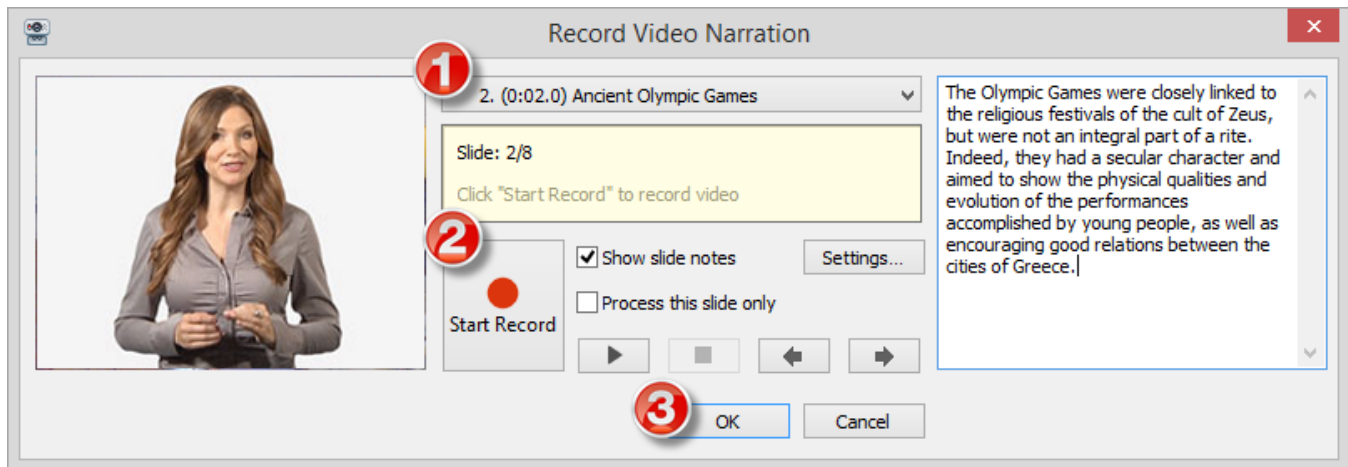 Record Video Narration
1
2. (0:02.0) Ancient Olympic Games
Slide: 2/8
Click "Start Record" to record video
2
Start Record
Show slide notes
Settings...
Process this slide only
3
OK
Cancel
The Olympic Games were closely linked to
the religious festivals of the cult of Zeus,
but were not an integral part of a rite.
Indeed, they had a secular character and
aimed to show the physical qualities and
evolution of the performances
accomplished by young people, as well as
encouraging good relations between the
cities of Greece.